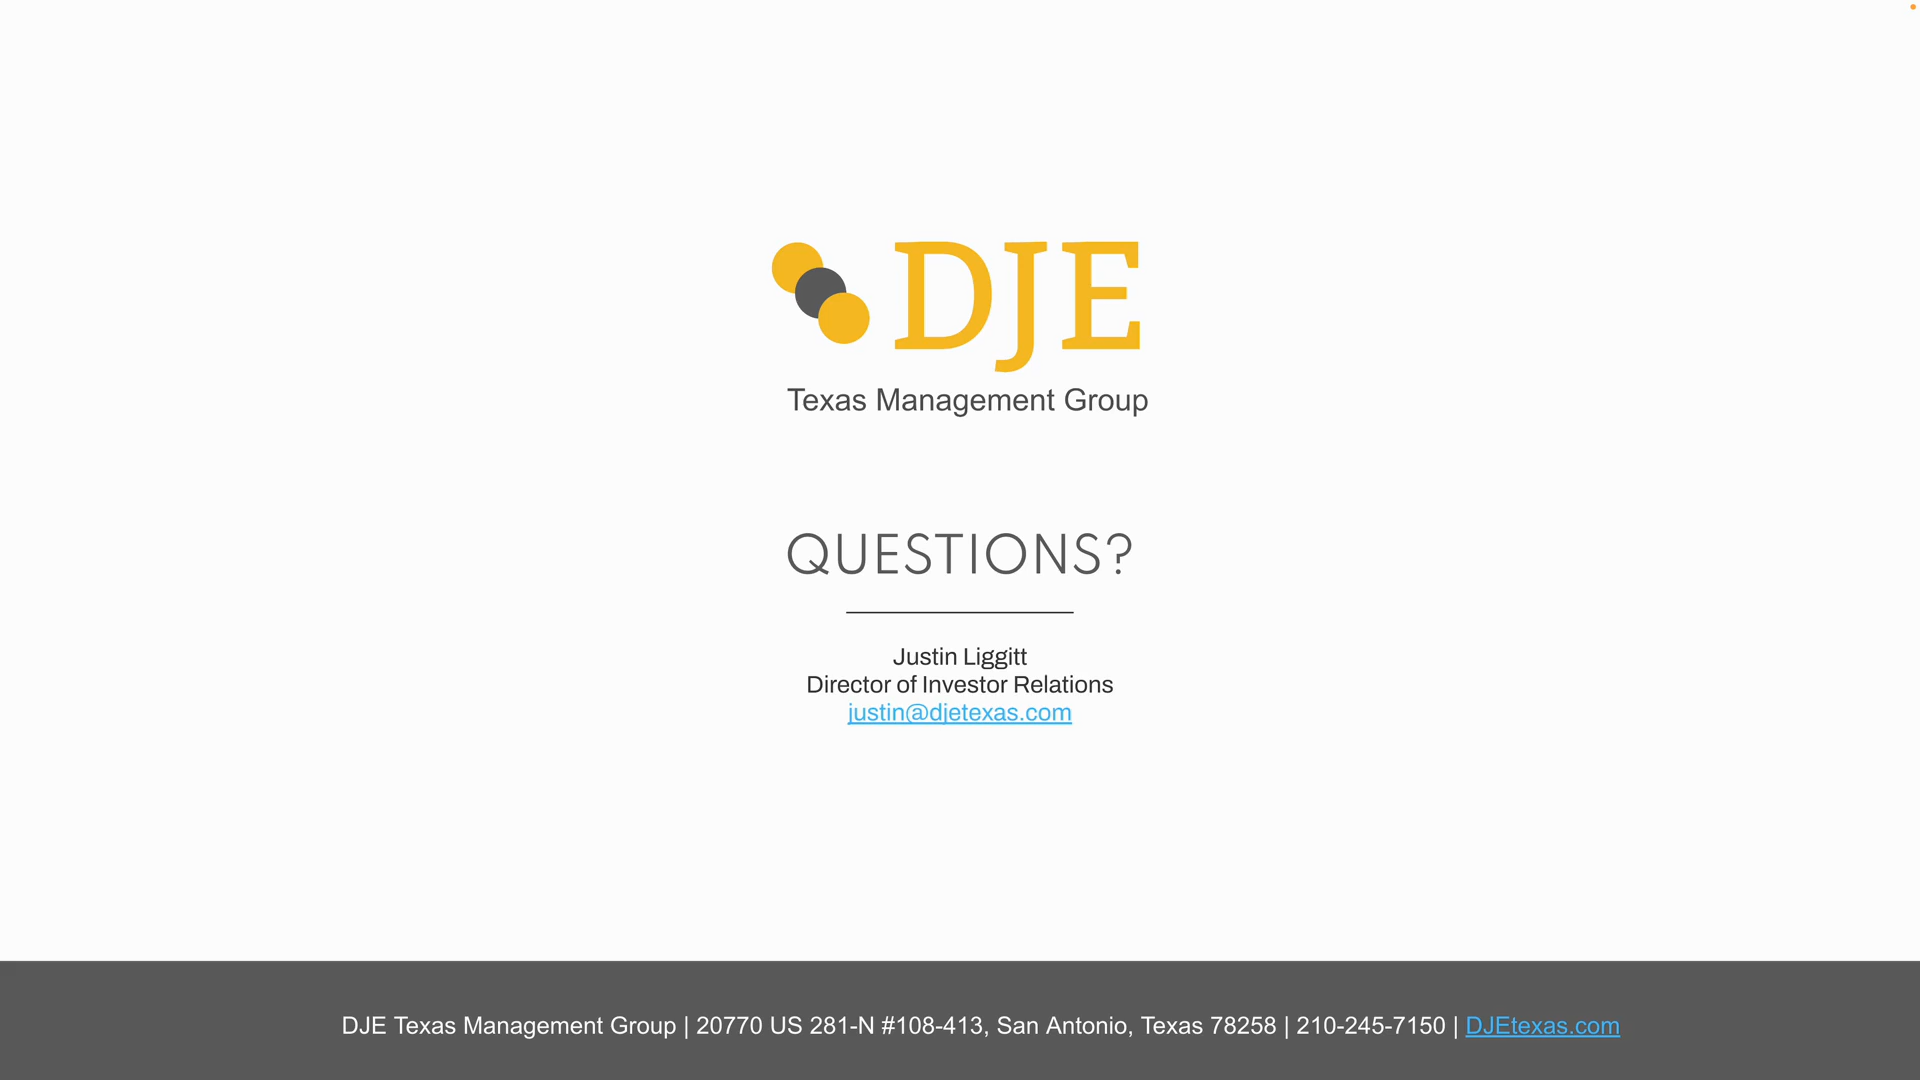 DJE
Texas Management Group
QUESTIONS?
Justin Liggitt
Director of Investor Relations
justin@djetexas.com
DJE Texas Management Group | 20770 US 281-N #108-413, San Antonio, Texas 78258 | 210-245-7150 | DJEtexas.com